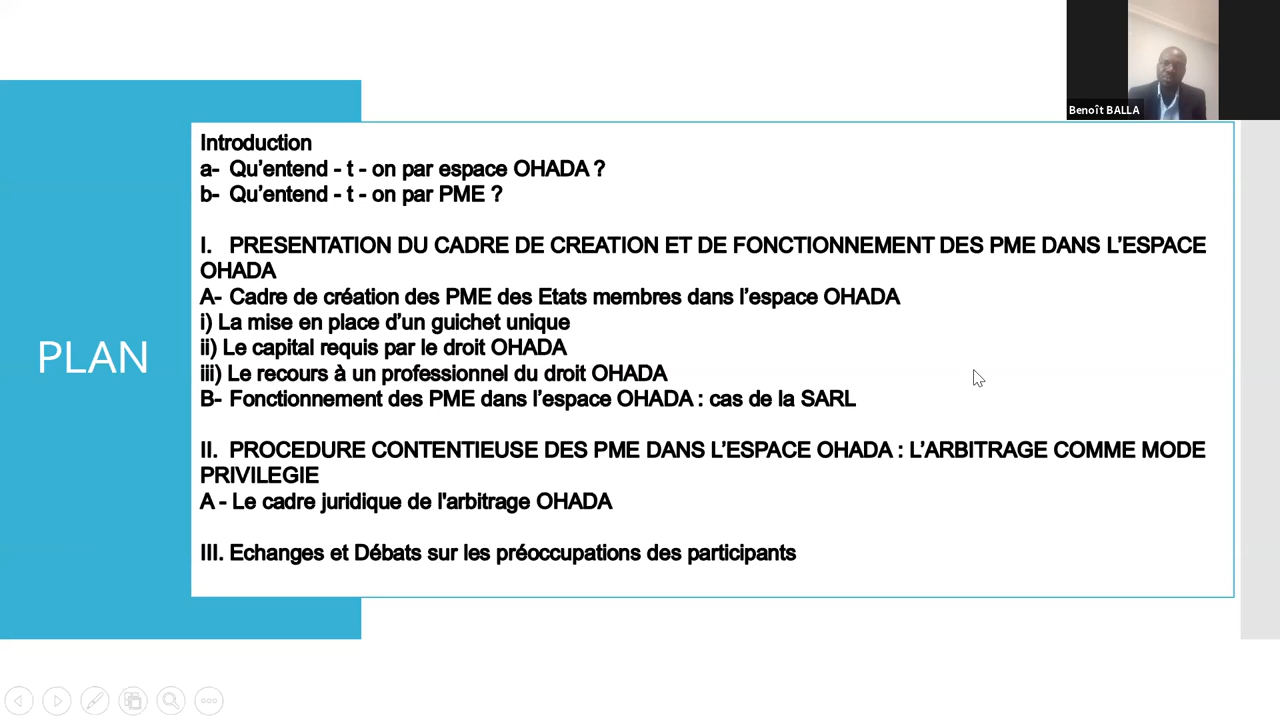 Benoît BALLA
PLAN
Introduction
a- Qu’entend - t - on par espace OHADA ?
b- Qu’entend - t - on par PME ?
I. PRESENTATION DU CADRE DE CREATION ET DE FONCTIONNEMENT DES PME DANS L’ESPACE
OHADA
A- Cadre de création des PME des Etats membres dans l’espace OHADA
i) La mise en place d’un guichet unique
ii) Le capital requis par le droit OHADA
iii) Le recours à un professionnel du droit OHADA
B- Fonctionnement des PME dans l’espace OHADA : cas de la SARL
II. PROCEDURE CONTENTIEUSE DES PME DANS L’ESPACE OHADA : L’ARBITRAGE COMME MODE
PRIVILEGIE
A - Le cadre juridique de l'arbitrage OHADA
III. Echanges et Débats sur les préoccupations des participants